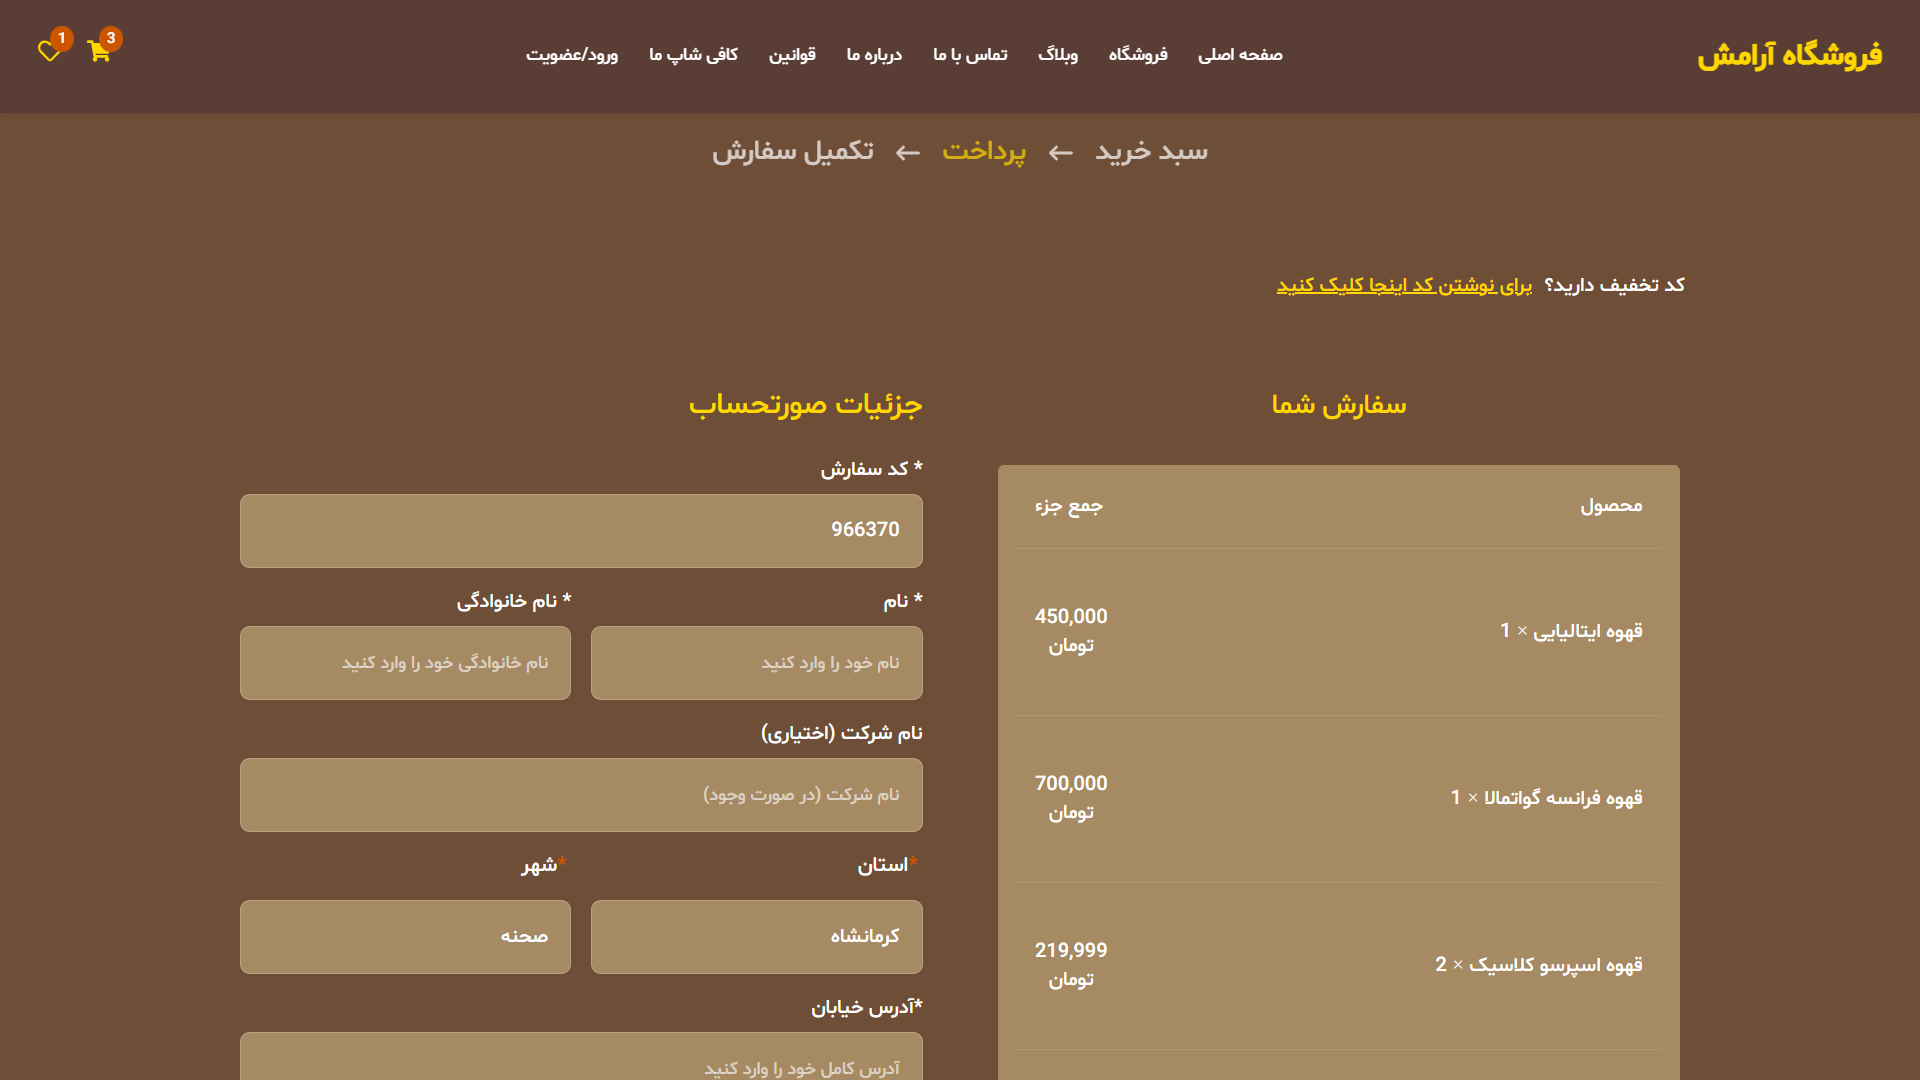 فروشگاه آرامش
صفحه اصلی
فروشگاه
وبلاگ
تماس با ما
درباره ما
قوانین
کافی شاپ ما
ورود/عضویت
3
1
سبد خرید ← پرداخت ← تکمیل سفارش
کد تخفیف دارید؟ برای نوشتن کد اینجا کلیک کنید
سفارش شما
محصول
جمع جزء
قهوه ایتالیایی × 1
450,000
تومان
قهوه فرانسه گواتمالا × 1
700,000
تومان
قهوه اسپرسو کلاسیک × 2
219,999
تومان
جزئیات صورتحساب
* کد سفارش
966370
* نام
* نام خانوادگی
نام خود را وارد کنید
نام خانوادگی خود را وارد کنید
نام شرکت (اختیاری)
نام شرکت (در صورت وجود)
*استان
*شهر
کرمانشاه
صحنه
*آدرس خیابان
آدرس کامل خود را وارد کنید